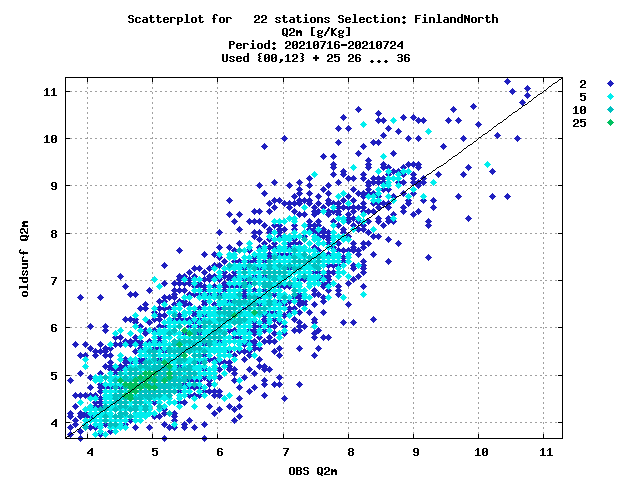 Scatterplot for   22 stations Selection: FinlandNorth
Q2m [g/Kg]
Period: 20210716-20210724
Used {00,12} + 25 26 ... 36
2
5
10
25
11
10
9
8
7
6
5
4
oldsurf Q2m
4 5 6 7 8 9 10 11
OBS Q2m